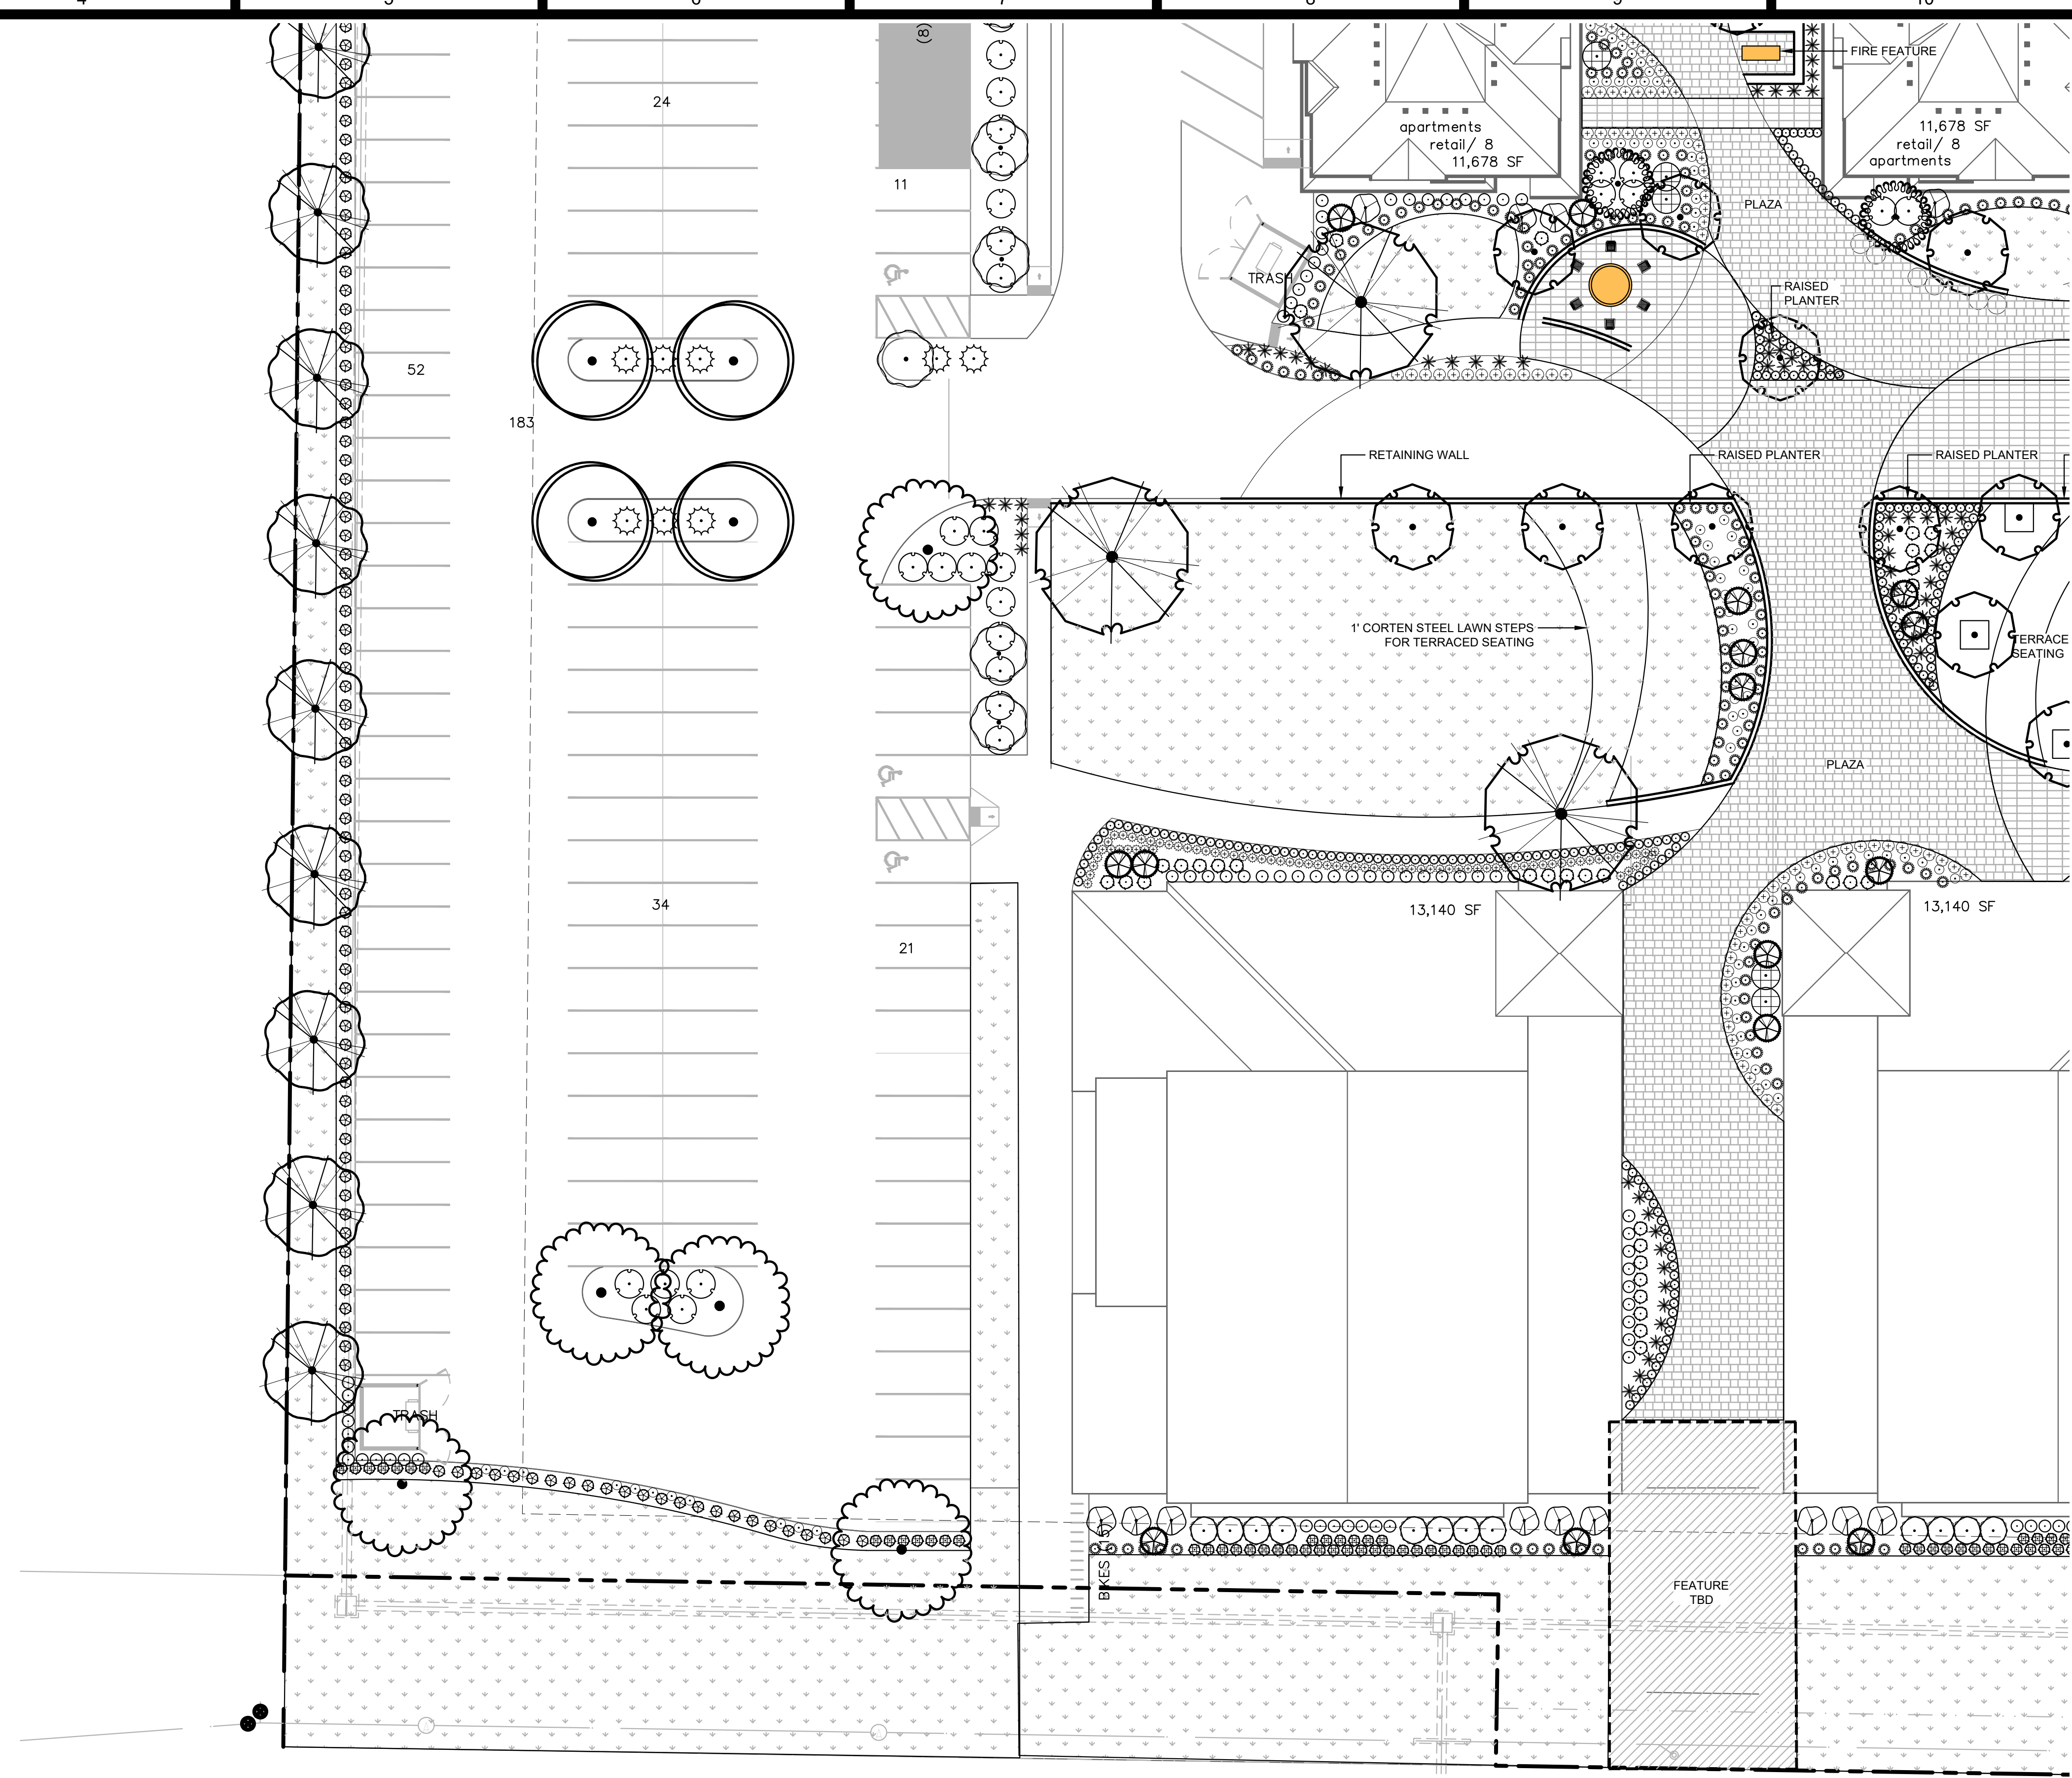 FIRE FEATURE
24
(8)
apartments
retail/ 8
11,678 SF
11,678 SF
retail/ 8
apartments
11
PLAZA
TRASH
RAISED
PLANTER
52
183
RETAINING WALL
RAISED PLANTER
RAISED PLANTER
1' CORTEN STEEL LAWN STEPS
FOR TERRACED SEATING
TERRACE
SEATING
PLAZA
34
13,140 SF
13,140 SF
21
TRASH
BIKES
FEATURE
TBD